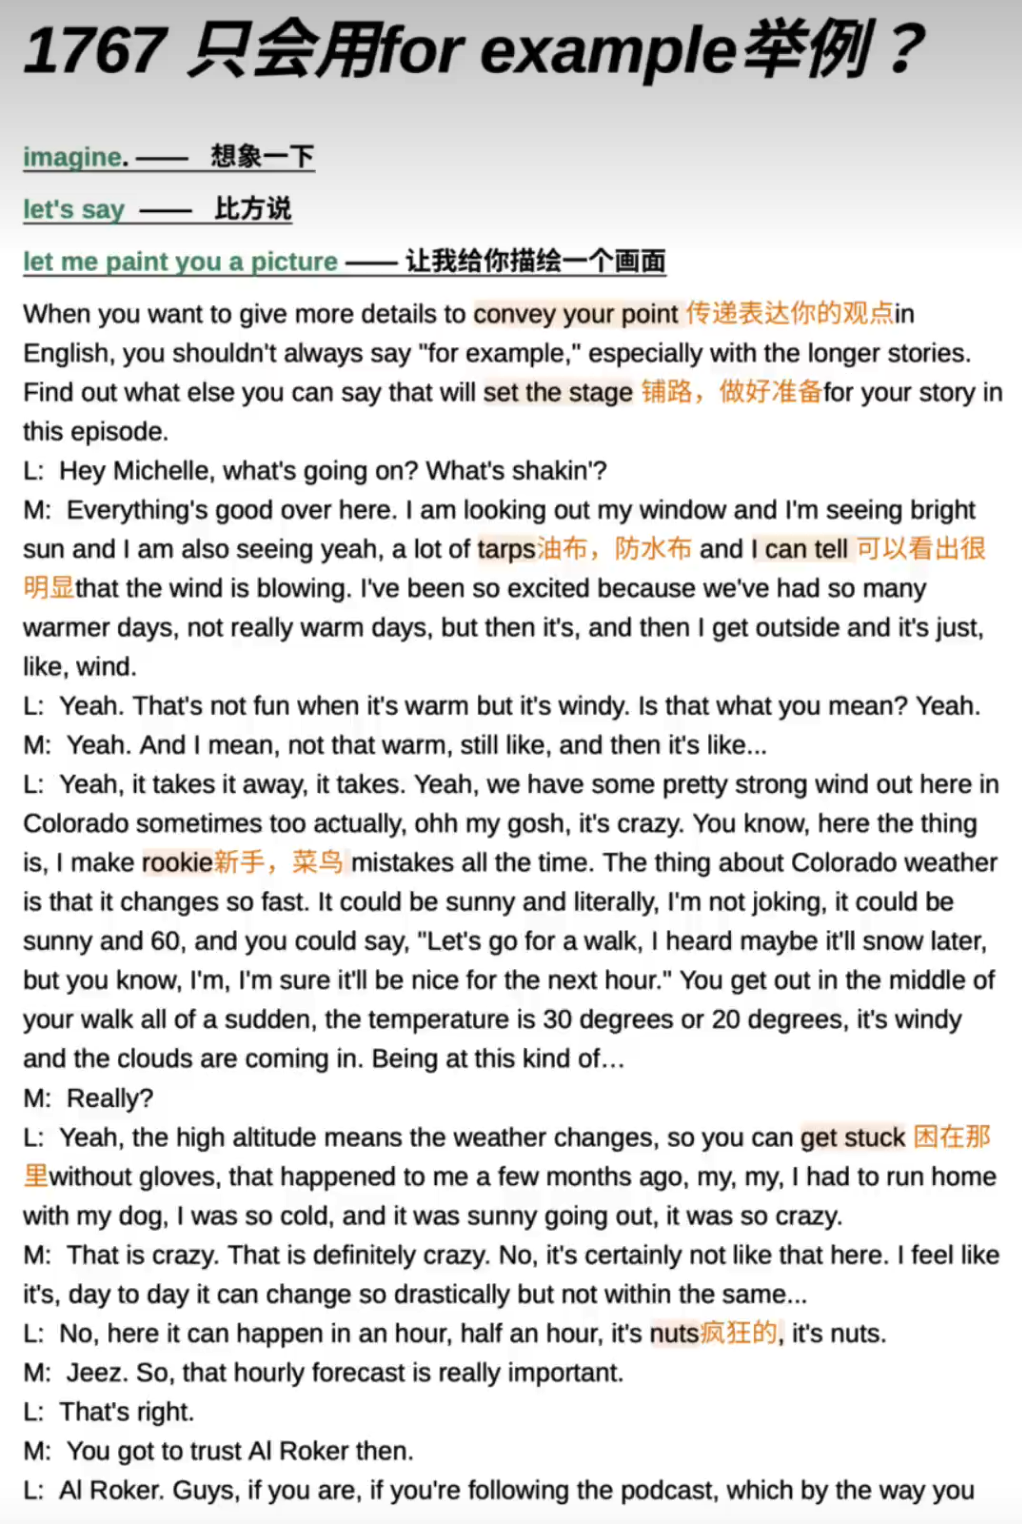 1767 只会用for example举例？
imagine. —— 想象一下
let's say —— 比方说
let me paint you a picture —— 让我给你描绘一个画面
When you want to give more details to convey your point 传递表达你的观点in
English, you shouldn't always say "for example," especially with the longer stories.
Find out what else you can say that will set the stage 铺路，做好准备for your story in
this episode.
L: Hey Michelle, what's going on? What's shakin'?
M: Everything's good over here. I am looking out my window and I'm seeing bright
sun and I am also seeing yeah, a lot of tarps油布，防水布 and I can tell 可以看出很
明显that the wind is blowing. I've been so excited because we've had so many
warmer days, not really warm days, but then it's, and then I get outside and it's just,
like, wind.
L: Yeah. That's not fun when it's warm but it's windy. Is that what you mean? Yeah.
M: Yeah. And I mean, not that warm, still like, and then it's like...
L: Yeah, it takes it away, it takes. Yeah, we have some pretty strong wind out here in
Colorado sometimes too actually, ohh my gosh, it's crazy. You know, here the thing
is, I make rookie新手，菜鸟 mistakes all the time. The thing about Colorado weather
is that it changes so fast. It could be sunny and literally, I'm not joking, it could be
sunny and 60, and you could say, "Let's go for a walk, I heard maybe it'll snow later,
but you know, I'm, I'm sure it'll be nice for the next hour." You get out in the middle of
your walk all of a sudden, the temperature is 30 degrees or 20 degrees, it's windy
and the clouds are coming in. Being at this kind of…
M: Really?
L: Yeah, the high altitude means the weather changes, so you can get stuck 困在那
里without gloves, that happened to me a few months ago, my, my, I had to run home
with my dog, I was so cold, and it was sunny going out, it was so crazy.
M: That is crazy. That is definitely crazy. No, it's certainly not like that here. I feel like
it's, day to day it can change so drastically but not within the same...
L: No, here it can happen in an hour, half an hour, it's nuts疯狂的, it's nuts.
M: Jeez. So, that hourly forecast is really important.
L: That's right.
M: You got to trust Al Roker then.
L: Al Roker. Guys, if you are, if you're following the podcast, which by the way you